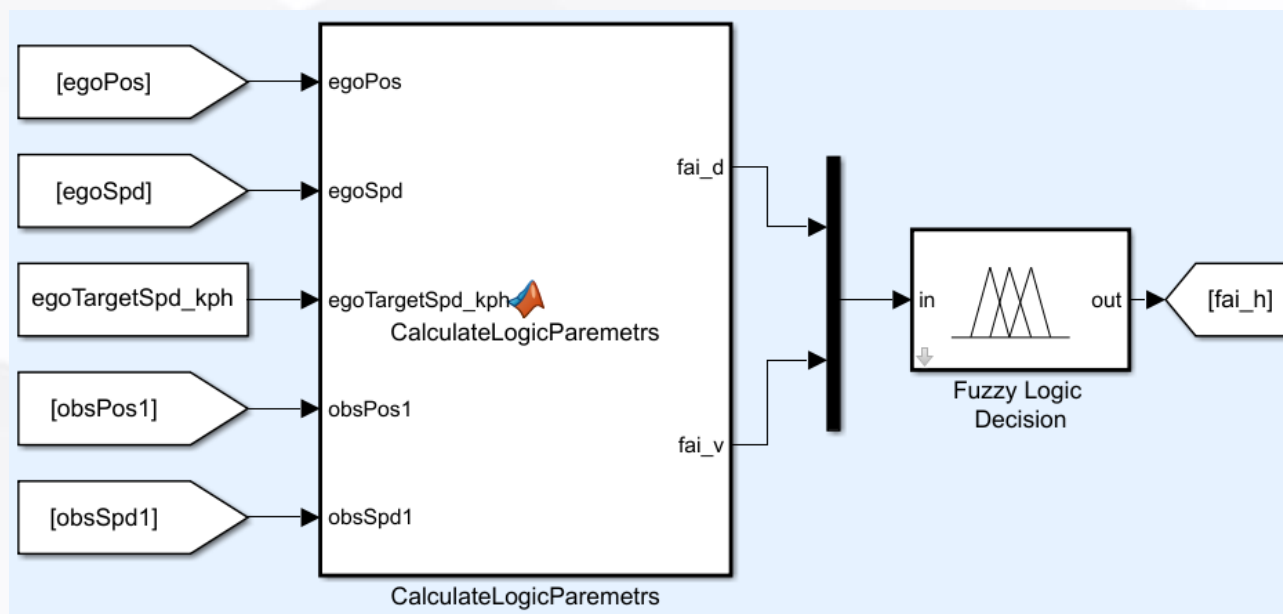 [egoPos]
[egoSpd]
egoTargetSpd_kph
[obsPos1]
[obsSpd1]
egoPos
egoSpd
egoTargetSpd_kph
CalculateLogicParemetrs
obsPos1
obsSpd1
fai_d
fai_v
CalculateLogicParemetrs
in
out
Fuzzy Logic
Decision
[fai_h]